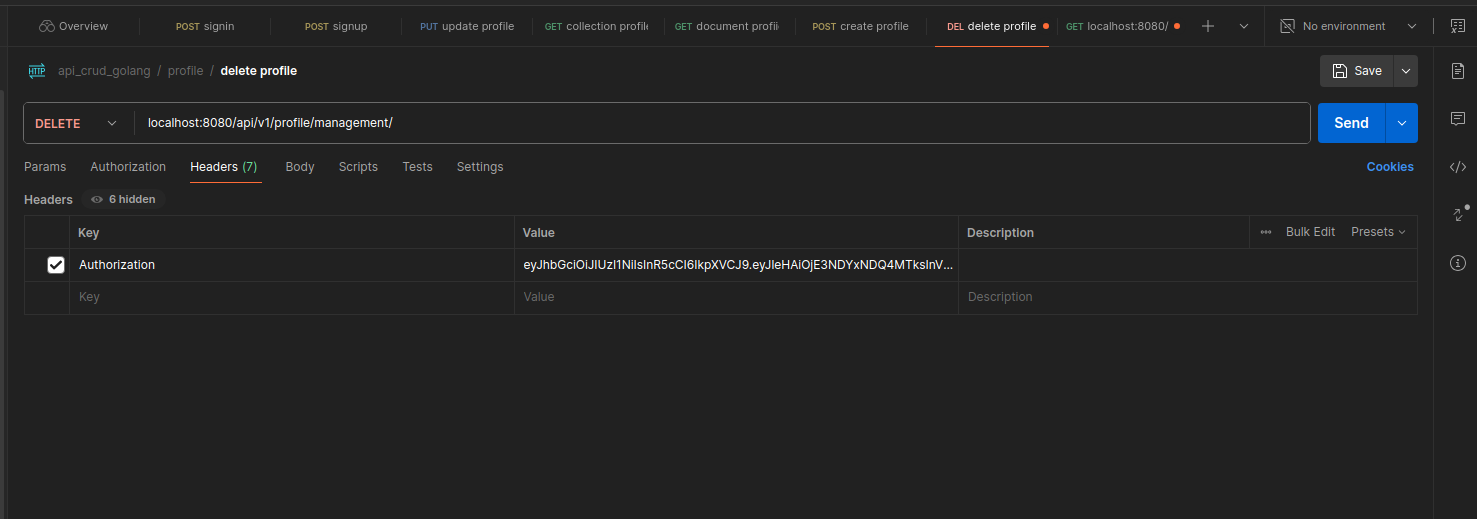 Overview POST signin POST signup PUT update profile GET collection profile GET document profil POST create profile DEL delete profile GET localhost:8080/ No environment
HTTP api_crud_golang / profile / delete profile Save
DELETE localhost:8080/api/v1/profile/management/ Send
Params Authorization Headers (7) Body Scripts Tests Settings Cookies
Headers 6 hidden
Key Value Description Bulk Edit Presets
Authorization eyJhbGciOiJIUzI1NiIsInR5cCI6IkpXVCJ9.eyJleHAiOjE3NDYxNDQ4MTksInV...
Key Value Description